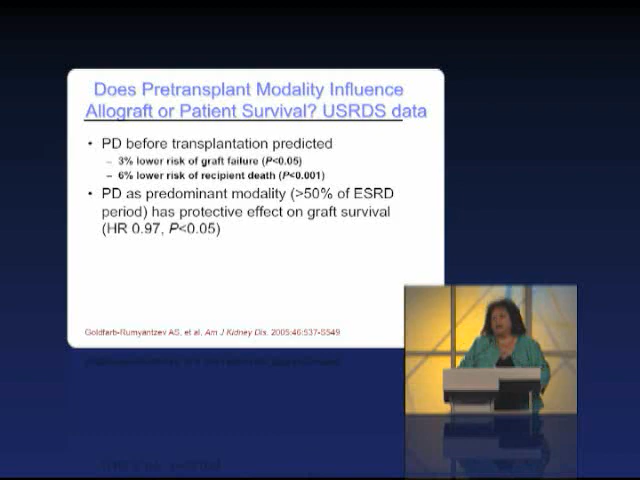 Does Pretransplant Modality Influence
Allograft or Patient Survival? USRDS data
• PD before transplantation predicted
– 3% lower risk of graft failure (P<0.05)
– 6% lower risk of recipient death (P<0.001)
• PD as predominant modality (>50% of ESRD
period) has protective effect on graft survival
(HR 0.97, P<0.05)
Goldfarb-Rumyantzev AS, et al, Am J Kidney Dis. 2005:46:537-S549